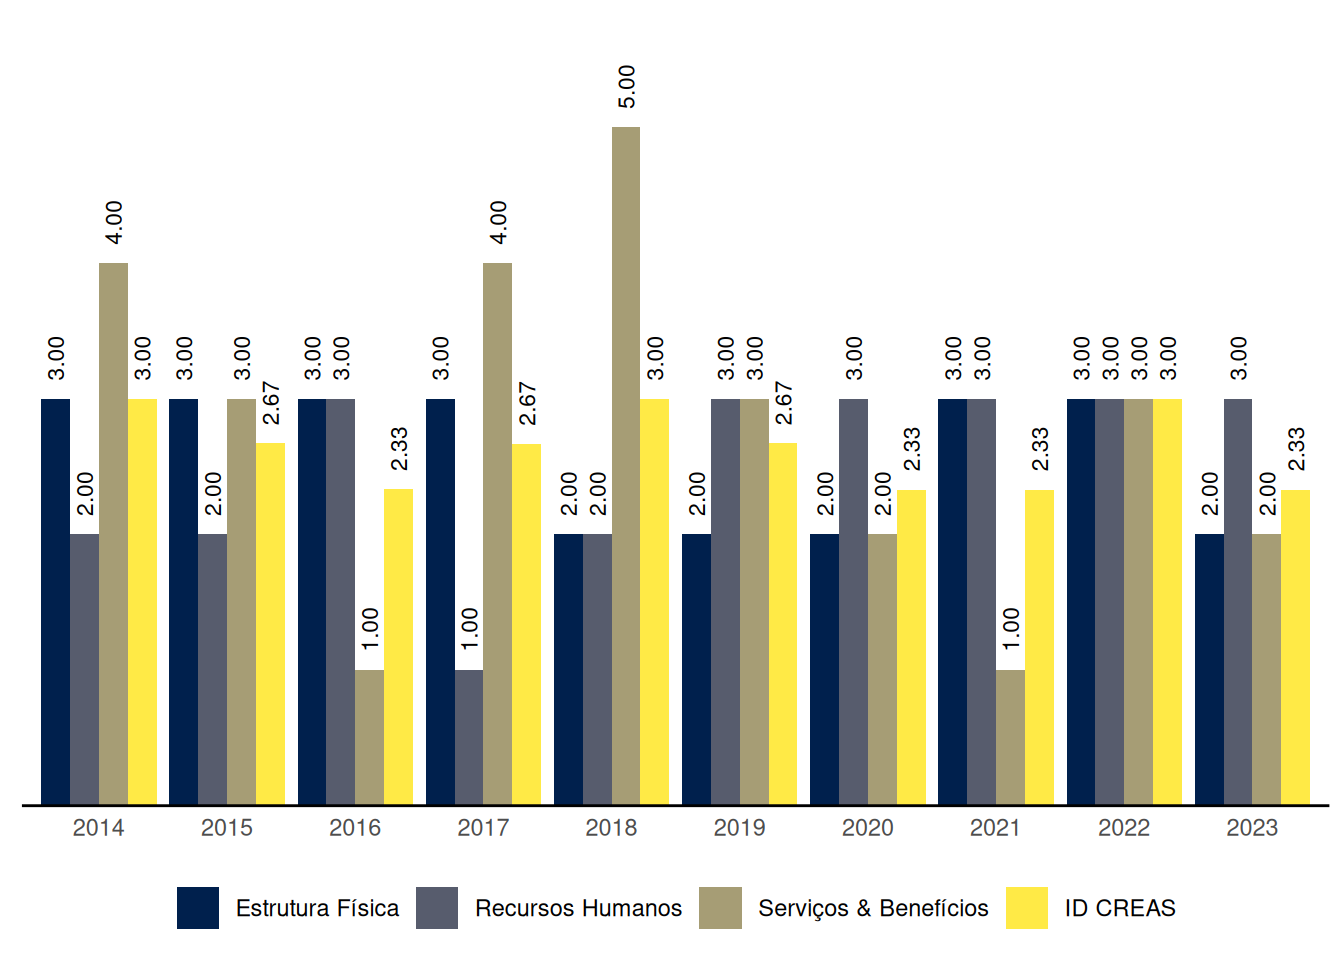 5.00
4.00 4.00
3.00 3.00 3.00 3.00 3.00 3.00 3.00 3.00 3.00 3.00 3.00 3.00 3.00 3.00 3.00 3.00 3.00 3.00
2.67 2.67 2.67
2.33 2.33 2.33 2.33
2.00 2.00 2.00 2.00 2.00 2.00 2.00 2.00 2.00
1.00 1.00 1.00
2014 2015 2016 2017 2018 2019 2020 2021 2022 2023
Estrutura Física Recursos Humanos Serviços & Benefícios ID CREAS